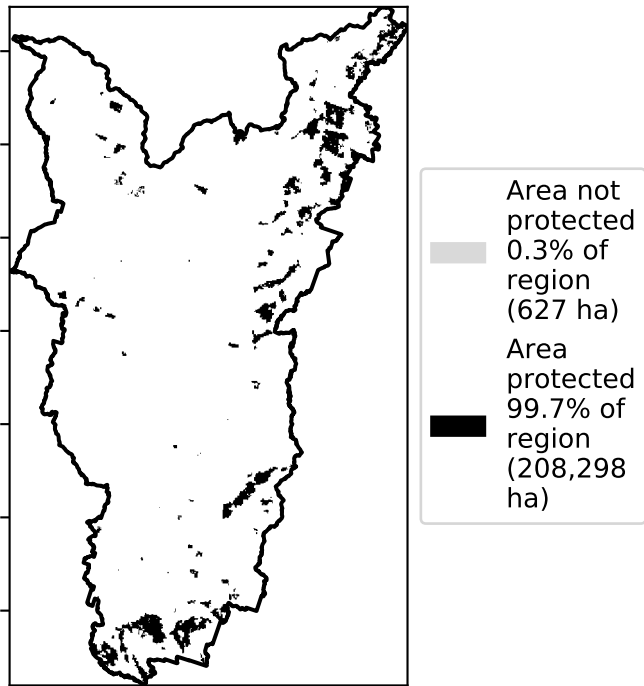 Area not
protected
0.3% of
region
(627 ha)
Area
protected
99.7% of
region
(208,298
ha)